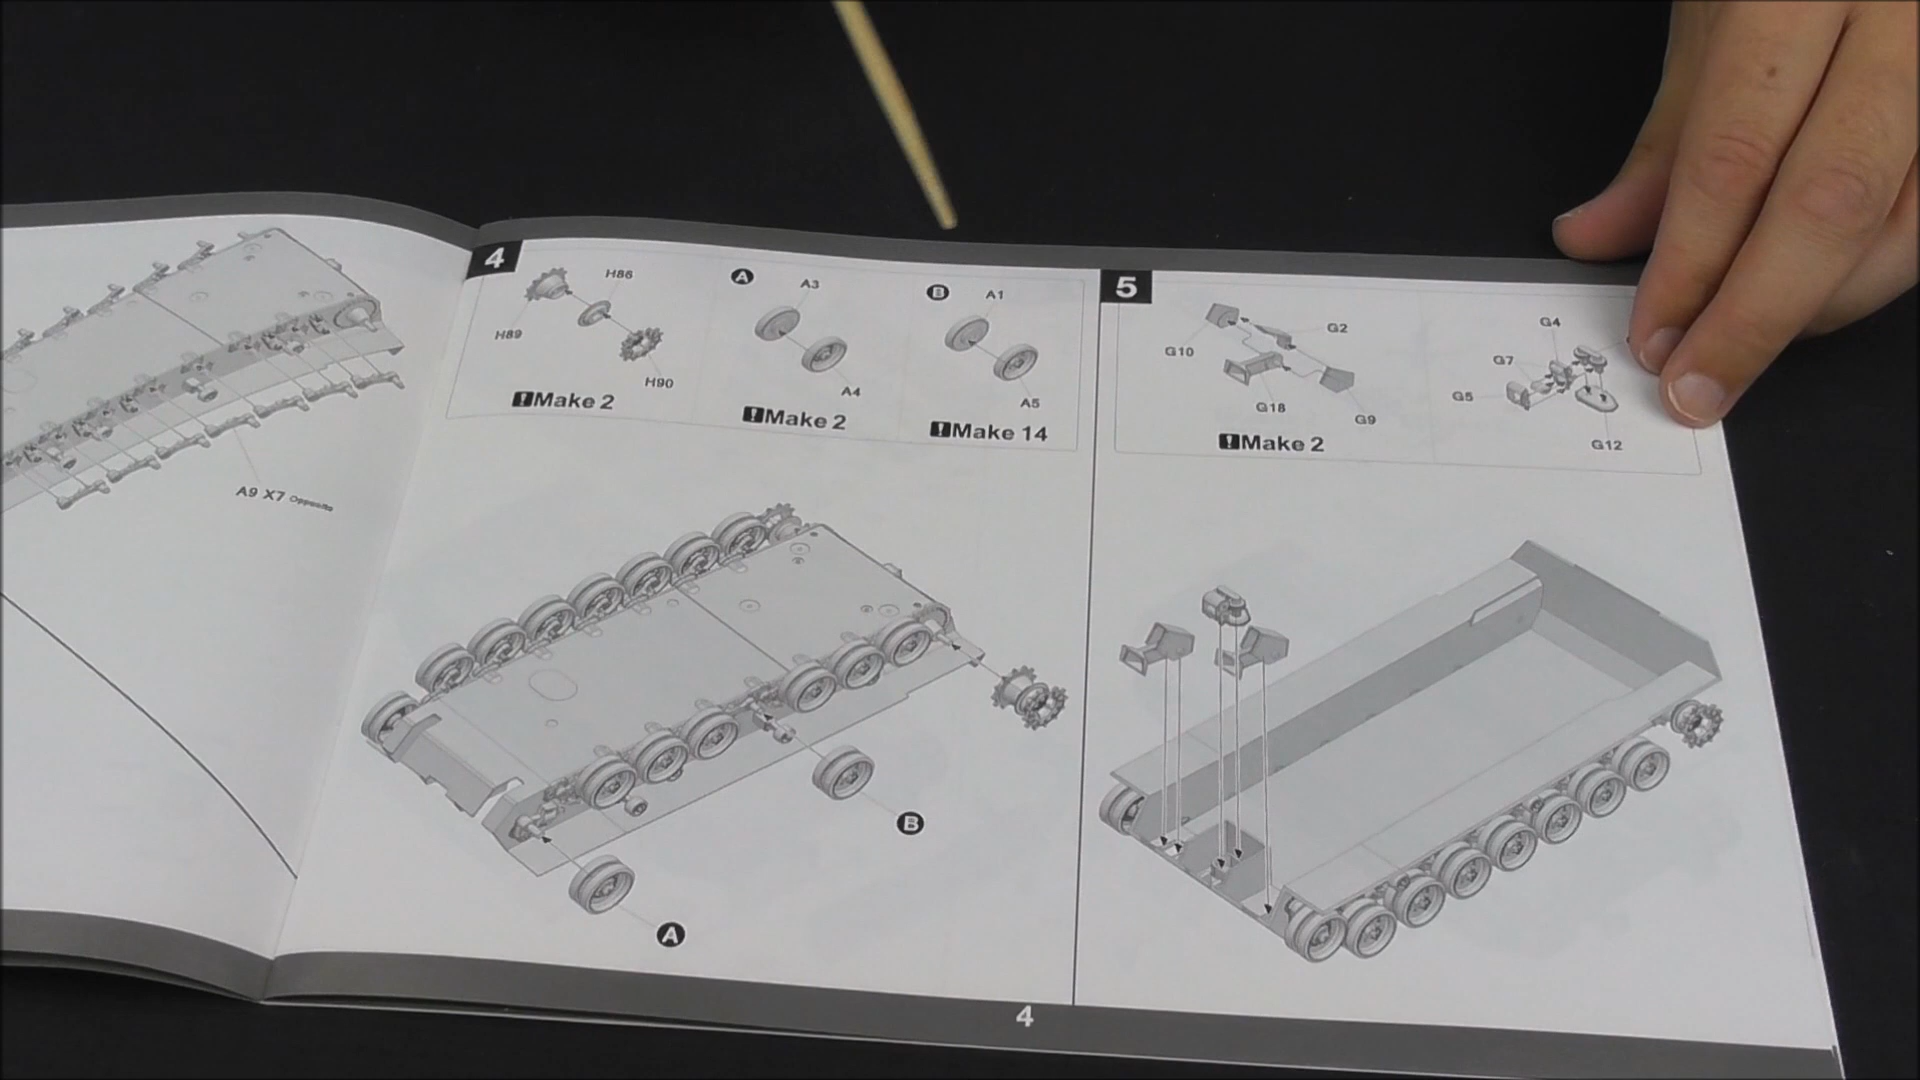 A9 X7 Opposite
4
H86
H89
H90
!Make 2
A
A3
A4
!Make 2
B
A1
A5
!Make 14
B
A
5
G10
G2
G18
G9
!Make 2
G4
G7
G5
G12
4